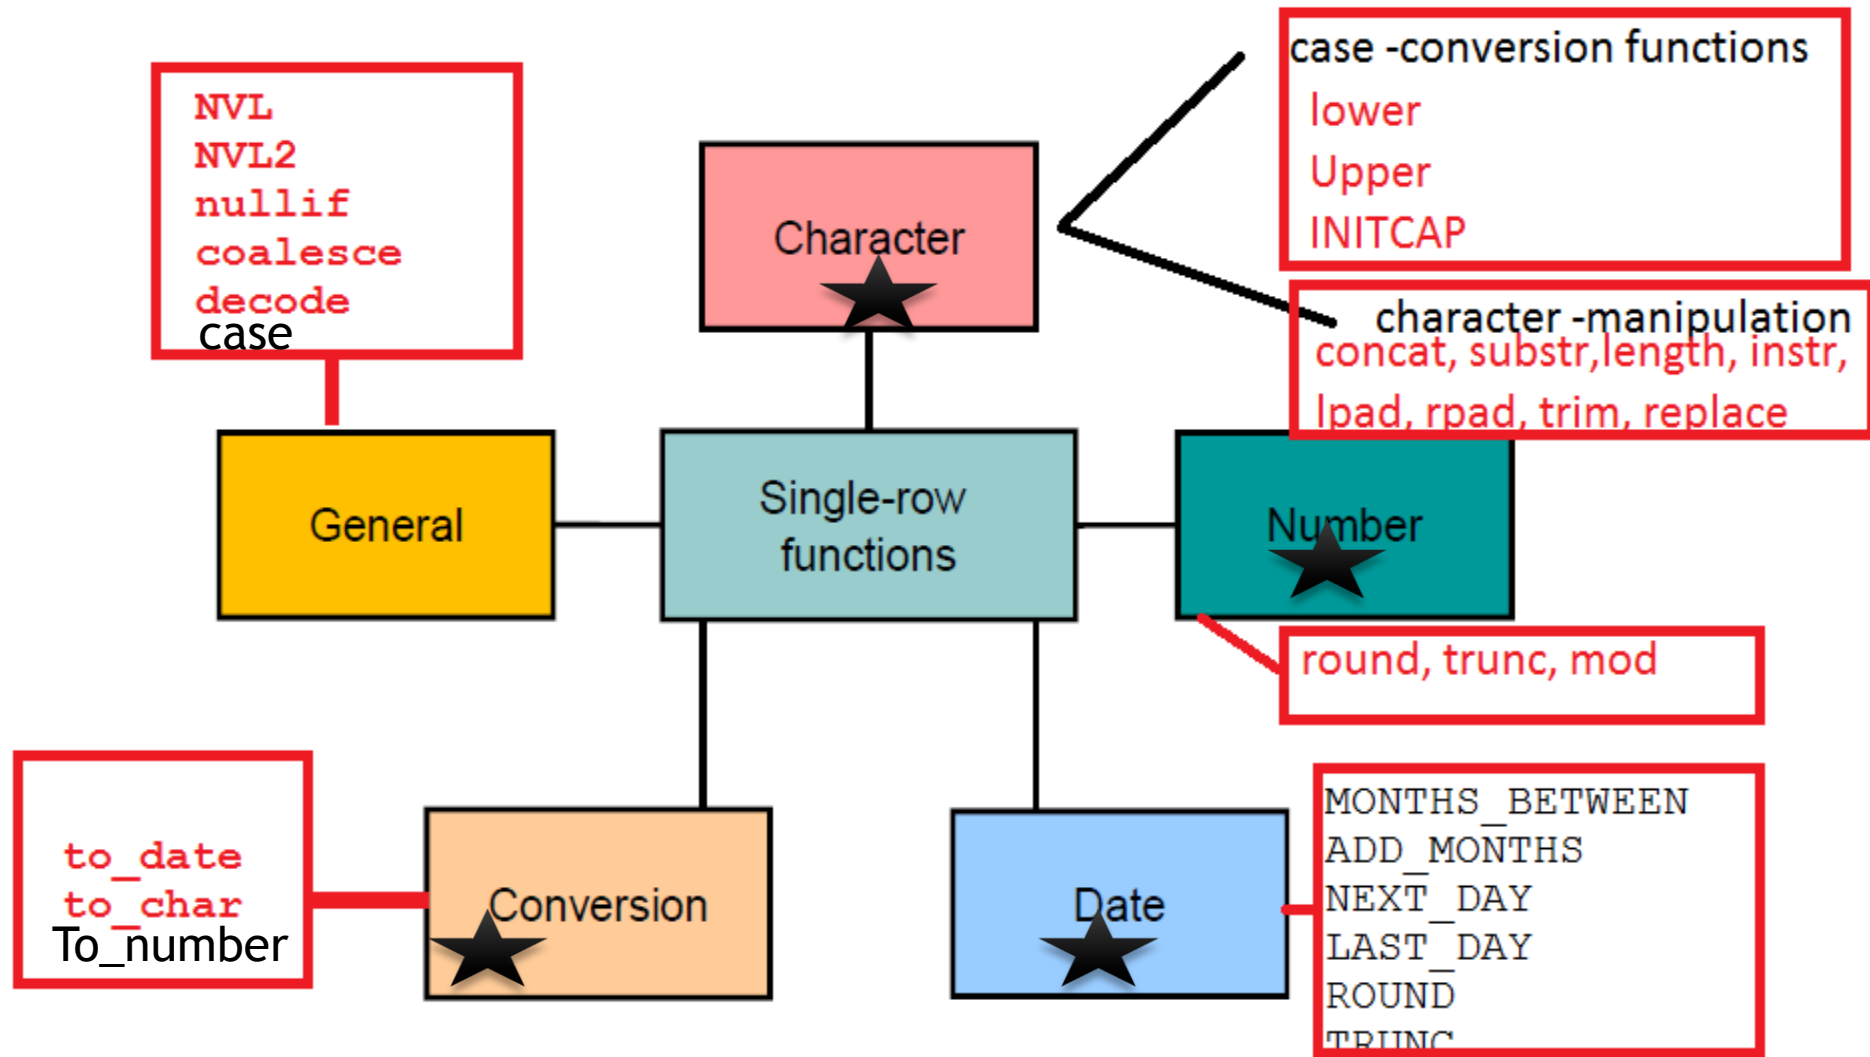 NVL
NVL2
nullif
coalesce
decode
case
Character
case -conversion functions
lower
Upper
INITCAP
character -manipulation
concat, substr,length, instr,
lpad, rpad, trim, replace
General
Single-row
functions
Number
round, trunc, mod
to_date
to_char
To_number
Conversion
Date
MONTHS_BETWEEN
ADD_MONTHS
NEXT_DAY
LAST_DAY
ROUND
TRUNC